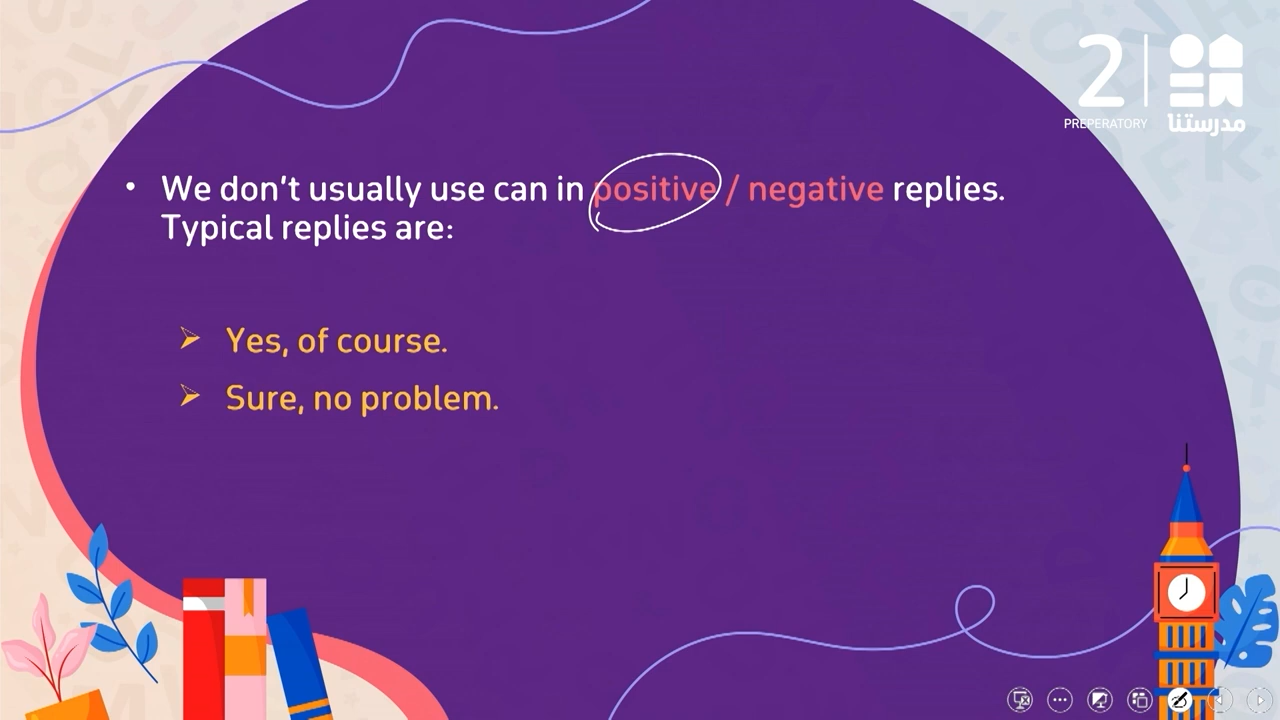 2
PREPERATORY
مدرستنا
• We don't usually use can in positive / negative replies.
Typical replies are:
➢ Yes, of course.
➢ Sure, no problem.